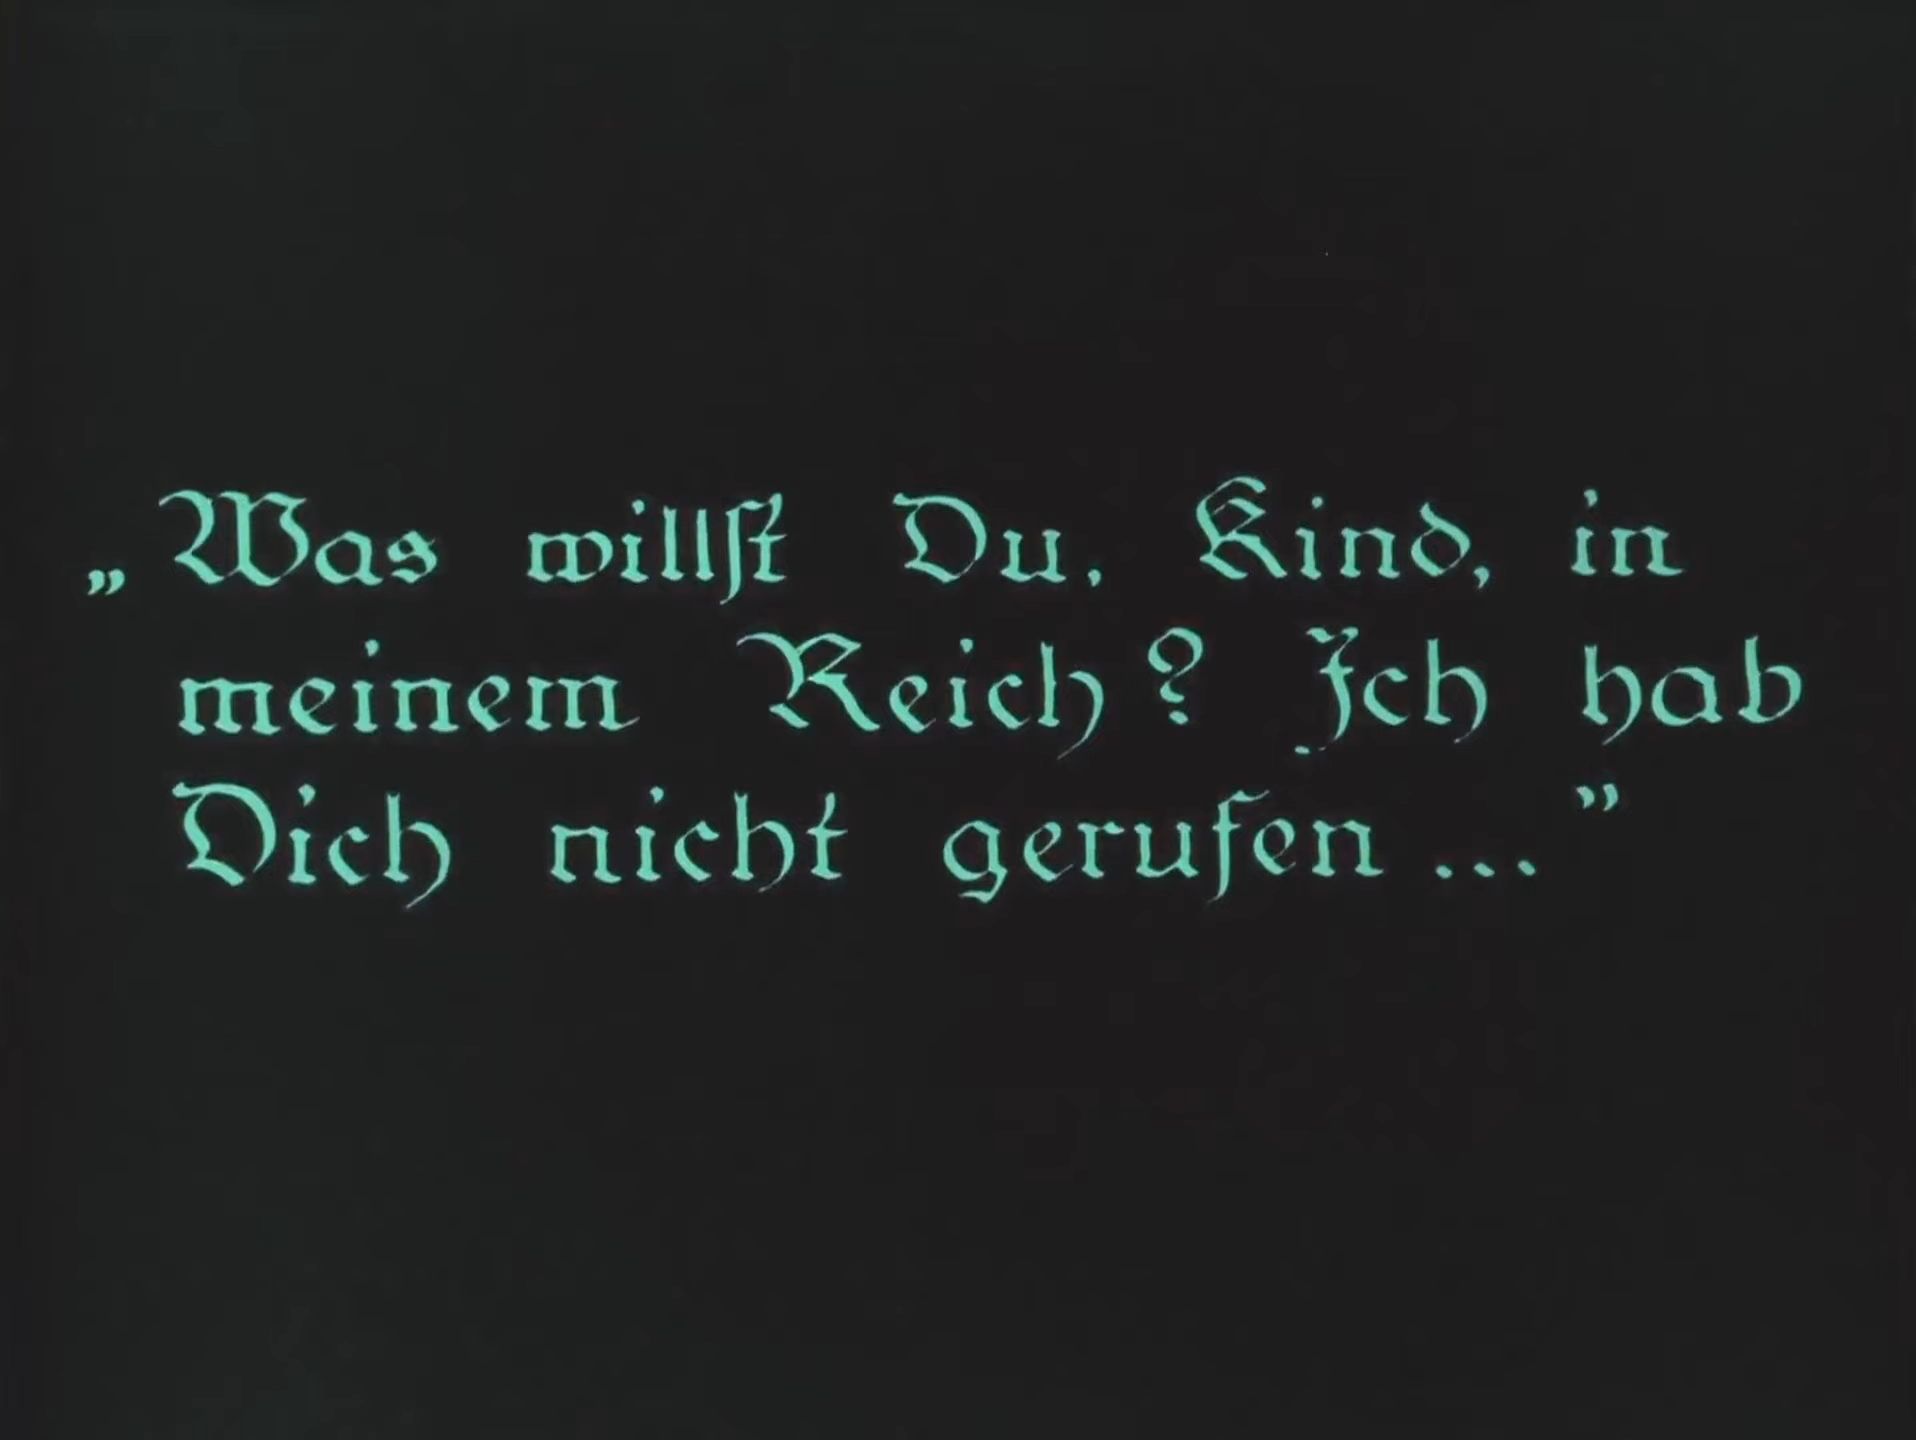 „Was willſt Du, Kind, in
meinem Reich? Ich hab
Dich nicht gerufen..."